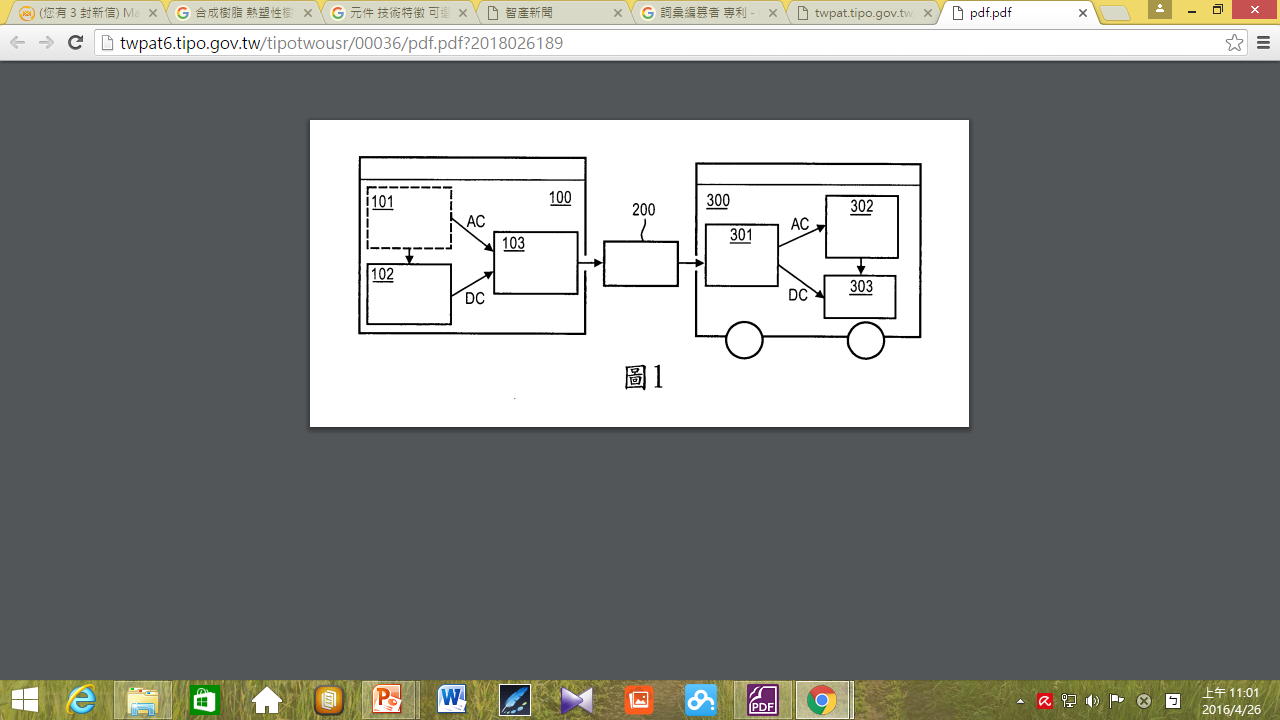 (您有 3 封新信) Ma
合成樹脂 熱塑性樹
元件 技術特徵 可選
智產新聞
詞彙編纂者 專利 -
twpat.tipo.gov.tw
pdf.pdf
twpat6.tipo.gov.tw/tipotwousr/00036/pdf.pdf?2018026189
100
101
AC
103
102
DC
200
300
301
AC
302
DC
303
圖1
PDF
上午 11:01
2016/4/26